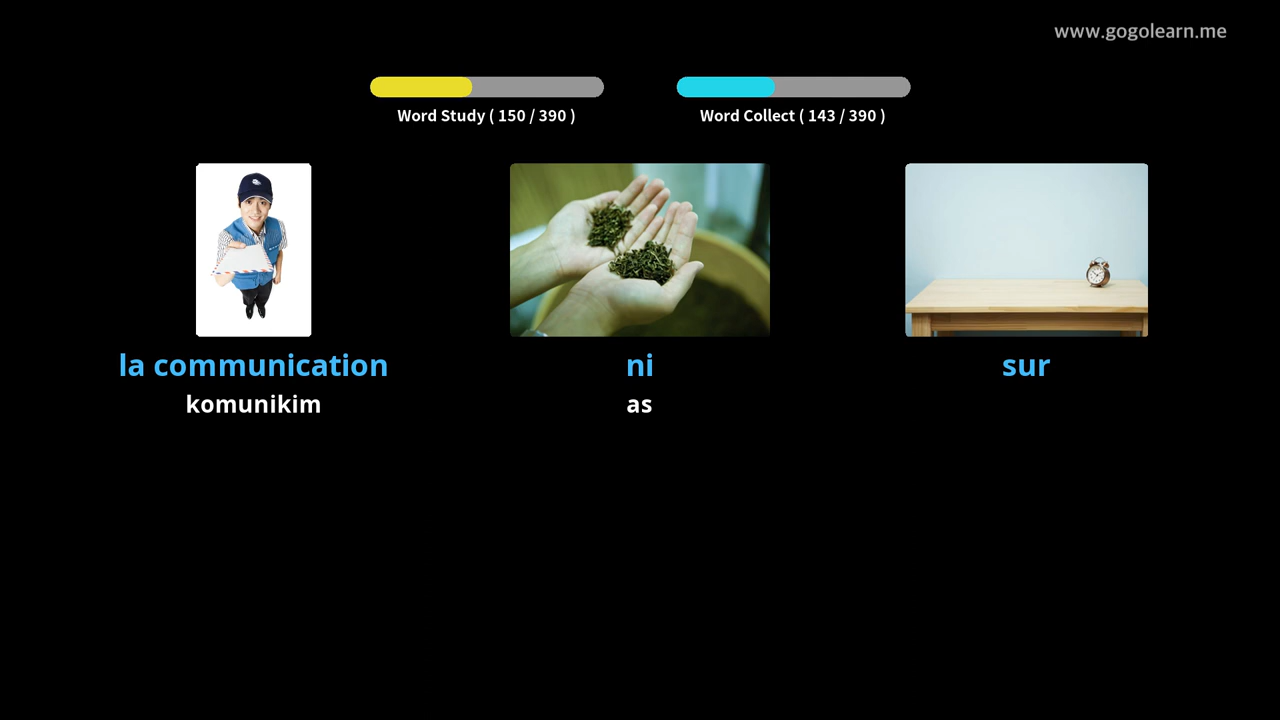 www.gogolearn.me
Word Study ( 150 / 390 )
Word Collect ( 143 / 390 )
la communication
ni
sur
komunikim
as